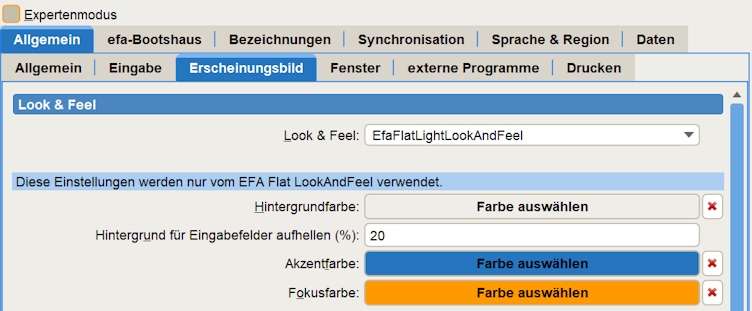 Expertenmodus
Allgemein efa-Bootshaus Bezeichnungen Synchronisation Sprache & Region Daten
Allgemein Eingabe Erscheinungsbild Fenster externe Programme Drucken
Look & Feel
Look & Feel: EfaFlatLightLookAndFeel
Diese Einstellungen werden nur vom EFA Flat LookAndFeel verwendet.
Hintergrundfarbe: Farbe auswählen
Hintergrund für Eingabefelder aufhellen (%): 20
Akzentfarbe: Farbe auswählen
Fokusfarbe: Farbe auswählen